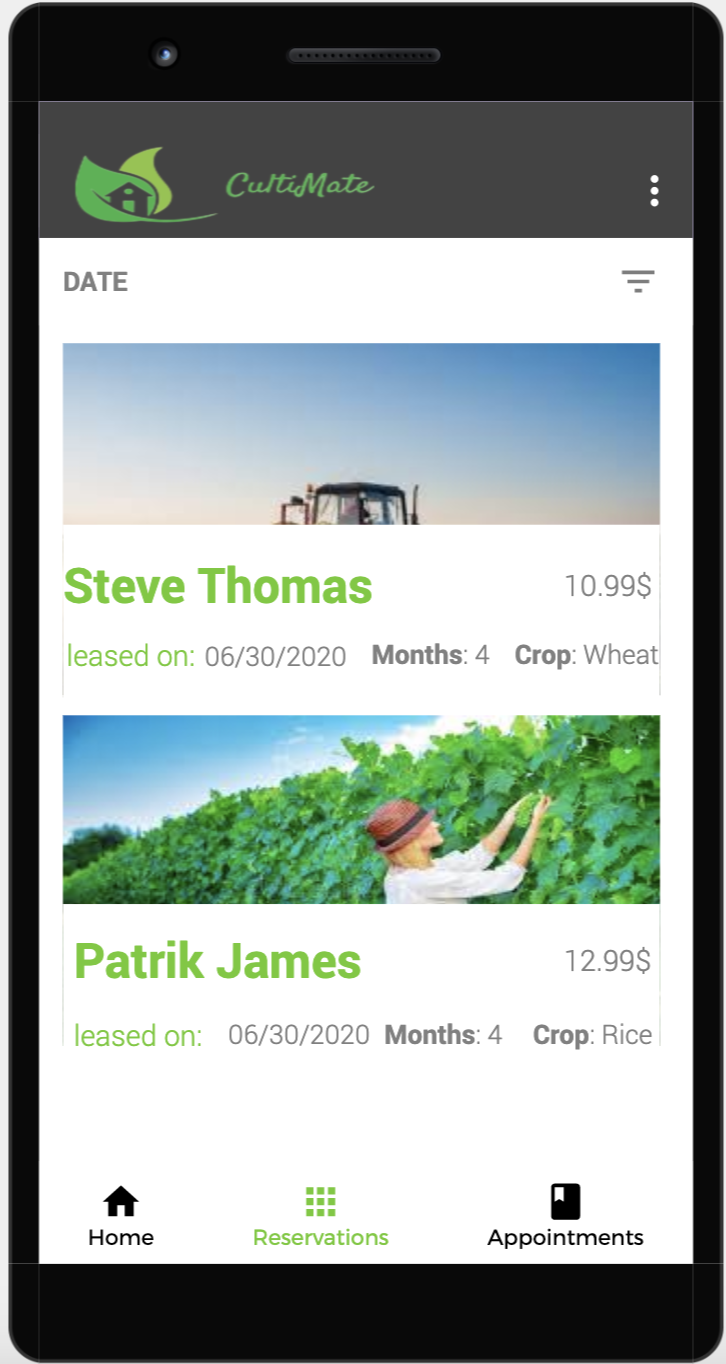 CultiMate
DATE
Steve Thomas 10.99$
leased on: 06/30/2020 Months: 4 Crop: Wheat
Patrik James 12.99$
leased on: 06/30/2020 Months: 4 Crop: Rice
Home Reservations Appointments